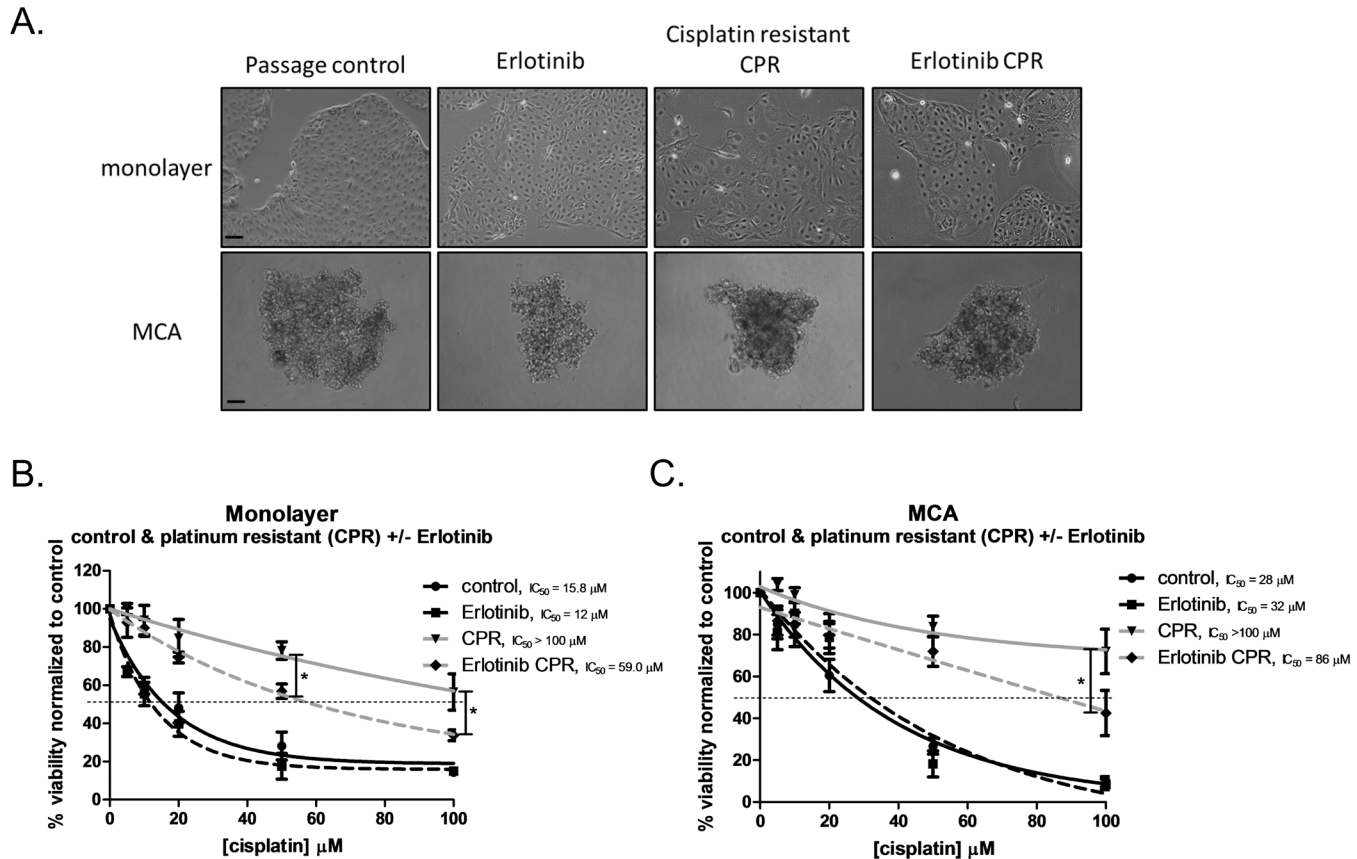 A.
Passage control
Erlotinib
Cisplatin resistant
CPR
Erlotinib CPR
monolayer
MCA
B.
Monolayer
control & platinum resistant (CPR) +/- Erlotinib
% viability normalized to control
120
100
80
60
40
20
0
0
20
40
60
80
100
[cisplatin] μM
control, IC50 = 15.8 μM
Erlotinib, IC50 = 12 μM
CPR, IC50 > 100 μM
Erlotinib CPR, IC50 = 59.0 μM
*
*
C.
MCA
control & platinum resistant (CPR) +/- Erlotinib
% viability normalized to control
100
80
60
40
20
0
0
20
40
60
80
100
[cisplatin] μM
control, IC50 = 28 μM
Erlotinib, IC50 = 32 μM
CPR, IC50 >100 μM
Erlotinib CPR, IC50 = 86 μM
*